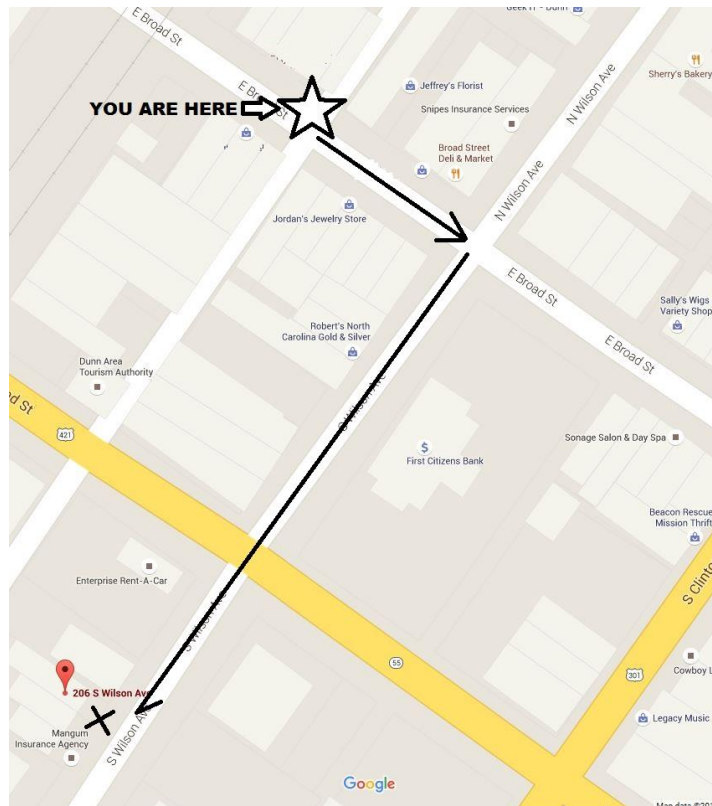 E Broad St
E Broad St
YOU ARE HERE
Jeffrey's Florist
Sherry's Bakery
Snipes Insurance Services
N Wilson Ave
Broad Street
Deli & Market
N Wilson Ave
Jordan's Jewelry Store
E Broad St
Sally's Wigs
Variety Shop
Robert's North
Carolina Gold & Silver
E Broad St
Dunn Area
Tourism Authority
S Wilson Ave
421
Sonage Salon & Day Spa
$
First Citizens Bank
Beacon Rescue
Mission Thrift
Enterprise Rent-A-Car
S Clinto
S Wilson Ave
55
301
Cowboy L
206 S Wilson Ave
Mangum
Insurance Agency
S Wilson Ave
Legacy Music
Google